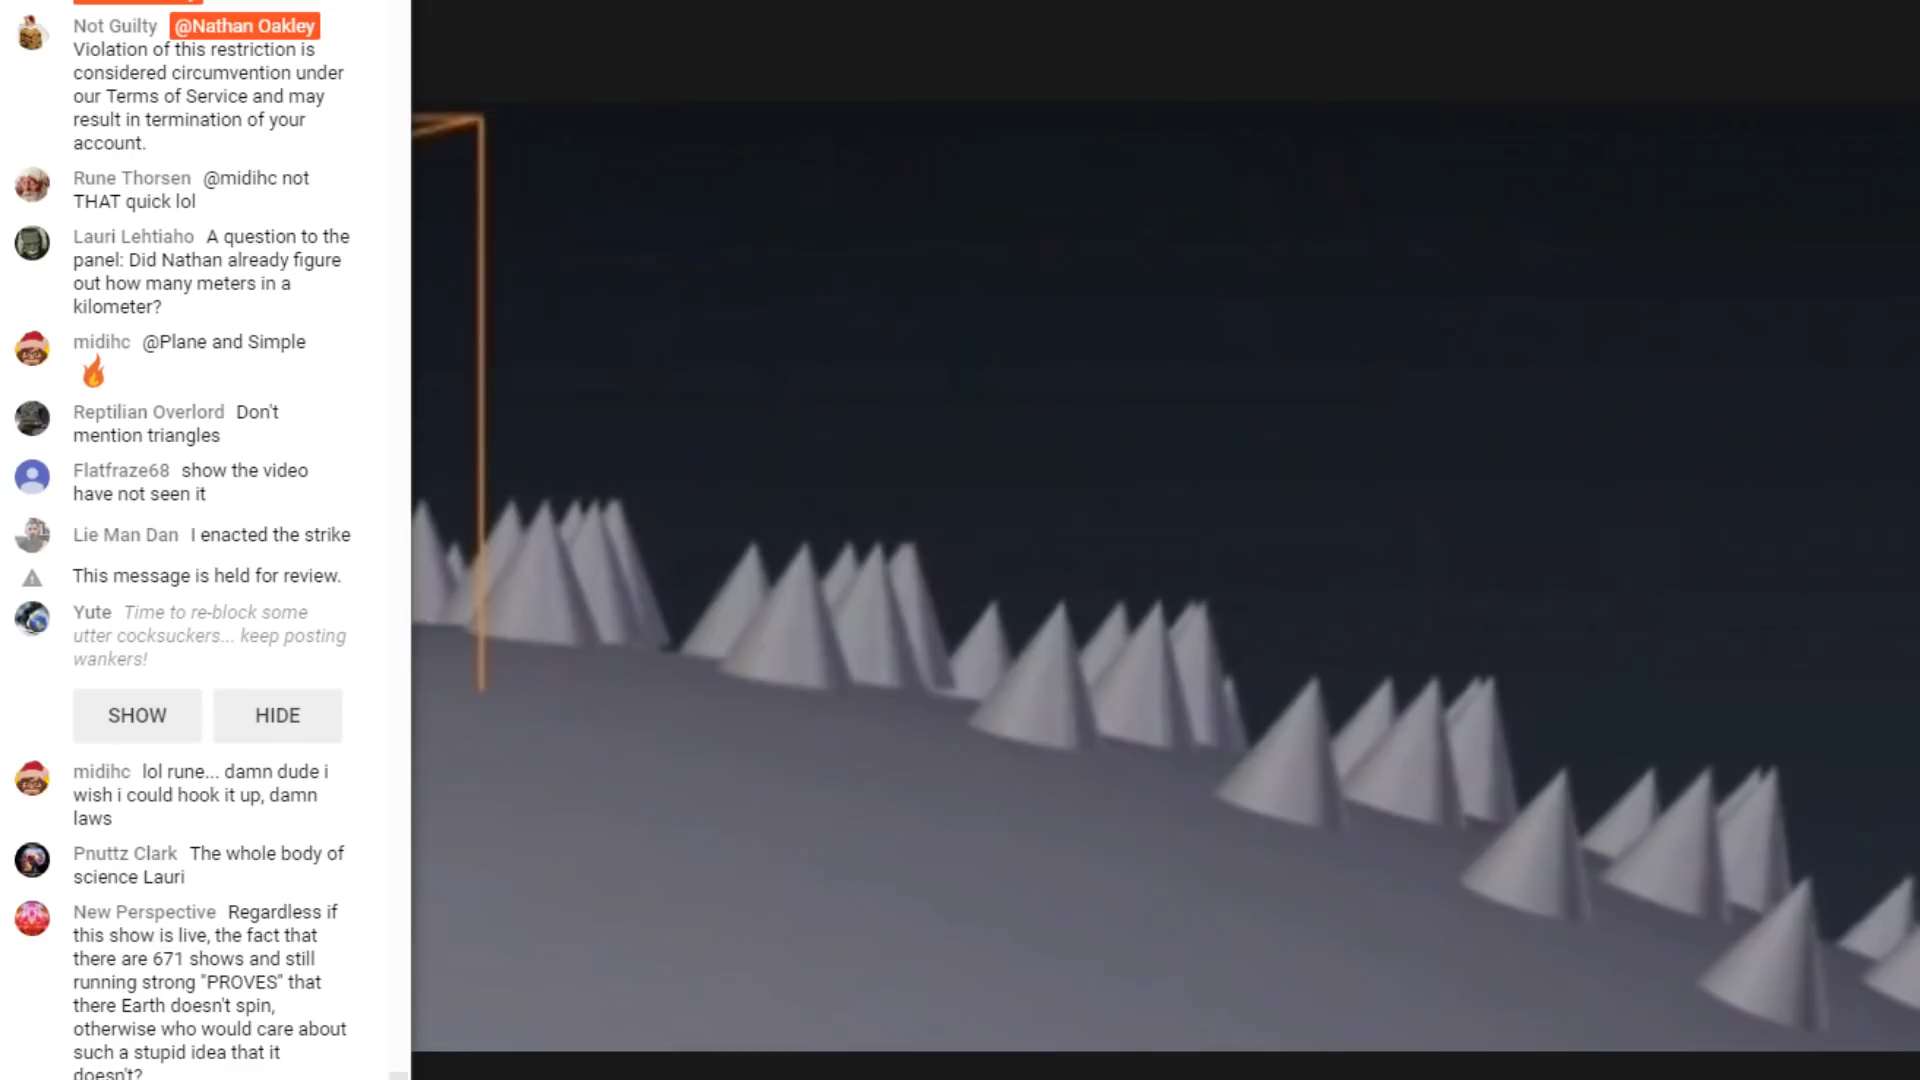 Not Guilty @Nathan Oakley
Violation of this restriction is
considered circumvention under
our Terms of Service and may
result in termination of your
account.
Rune Thorsen @midihc not
THAT quick lol
Lauri Lehtiaho A question to the
panel: Did Nathan already figure
out how many meters in a
kilometer?
midihc @Plane and Simple
Reptilian Overlord Don't
mention triangles
Flatfraze68 show the video
have not seen it
Lie Man Dan I enacted the strike
This message is held for review.
Yute Time to re-block some
utter cocksuckers... keep posting
wankers!
SHOW HIDE
midihc lol rune... damn dude i
wish i could hook it up, damn
laws
Pnuttz Clark The whole body of
science Lauri
New Perspective Regardless if
this show is live, the fact that
there are 671 shows and still
running strong "PROVES" that
there Earth doesn't spin,
otherwise who would care about
such a stupid idea that it
doesn't?